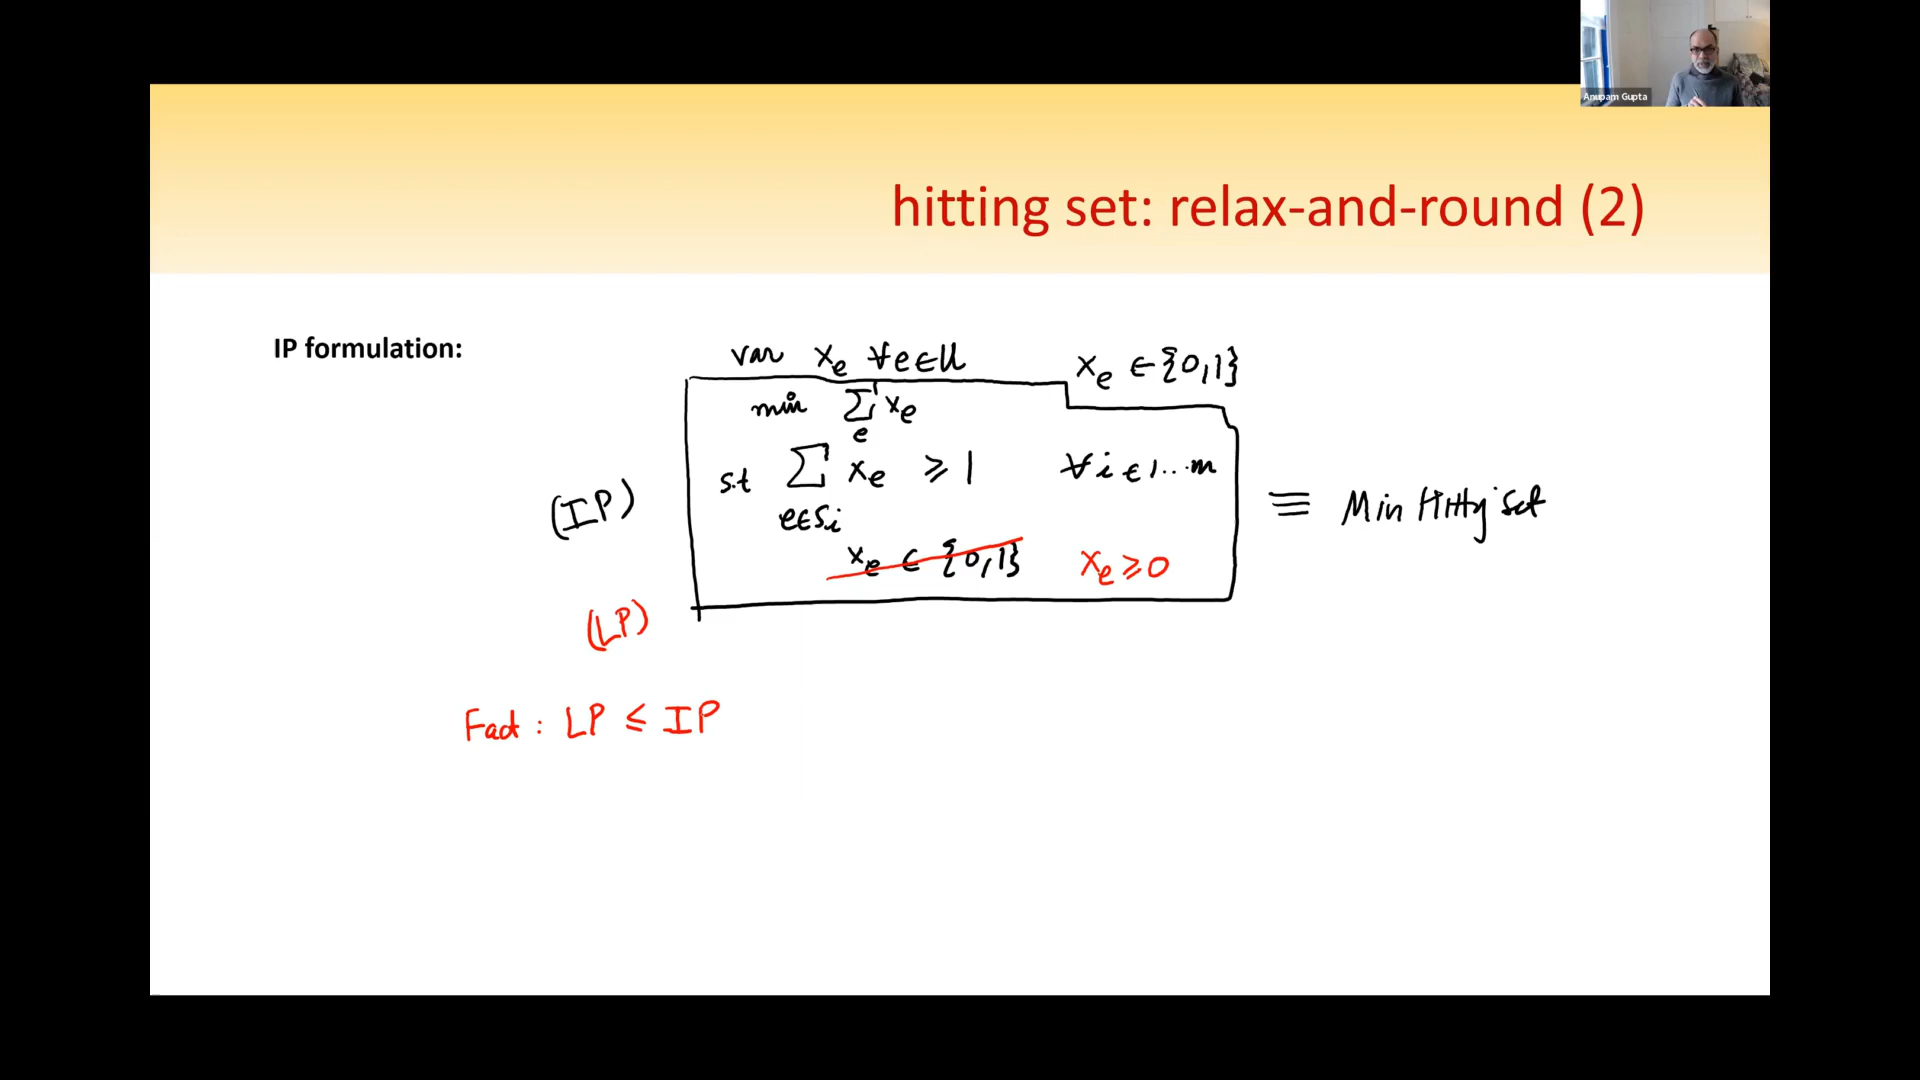 Anupam Gupta
hitting set: relax-and-round (2)
IP formulation:
var x_e ∀e∈U x_e ∈ {0,1}
min Σ_e x_e
s.t Σ_{e∈S_i} x_e ≥ 1 ∀ i ∈ 1...m
(IP) ≡ Min Hitting Set
x_e ∈ {0,1} x_e ≥ 0
(LP)
Fact : LP ≤ IP